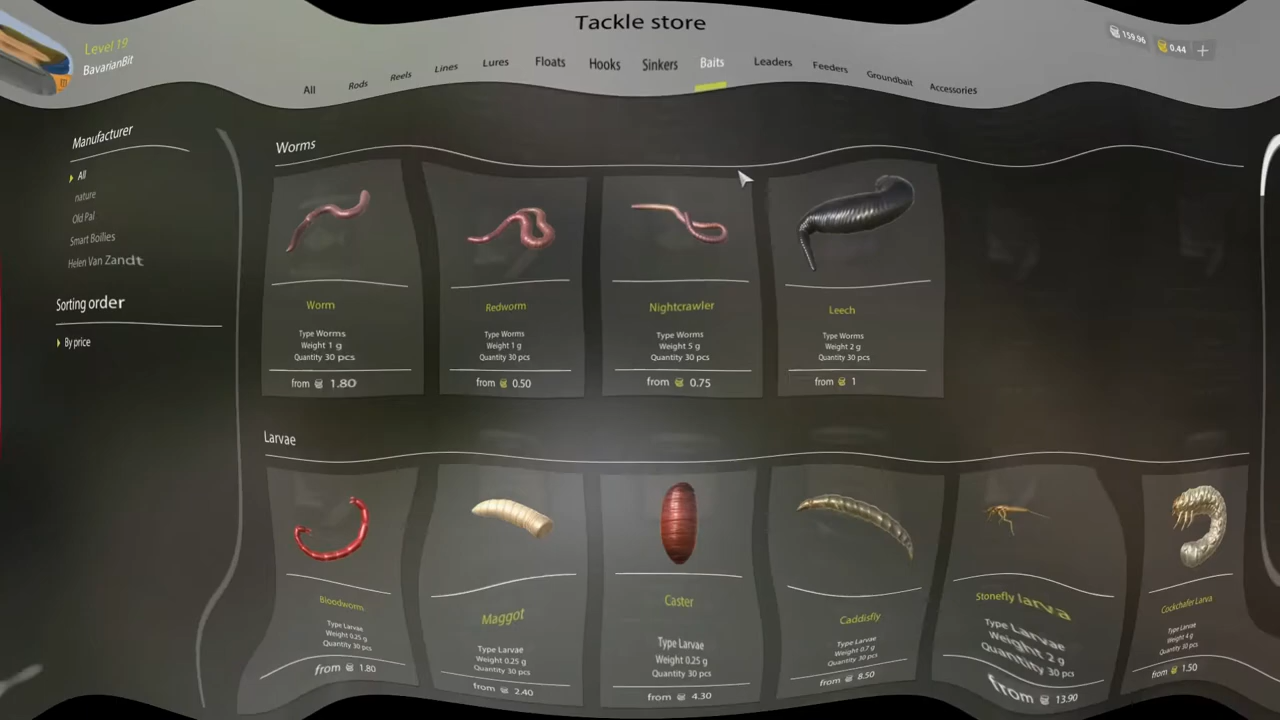 Tackle store
Level 19
BavarianBit
159.96
0.44
All
Rods
Reels
Lines
Lures
Floats
Hooks
Sinkers
Baits
Leaders
Feeders
Groundbait
Accessories
Manufacturer
All
nature
Old Pal
Smart Boilies
Helen Van Zandt
Sorting order
By price
Worms
Worm
Type Worms
Weight 1 g
Quantity 30 pcs
from 1.80
Redworm
Type Worms
Weight 1 g
Quantity 30 pcs
from 0.50
Nightcrawler
Type Worms
Weight 5 g
Quantity 30 pcs
from 0.75
Leech
Type Worms
Weight 2 g
Quantity 30 pcs
from 1
Larvae
Bloodworm
Type Larvae
Weight 0.25 g
Quantity 30 pcs
from 1.80
Maggot
Type Larvae
Weight 0.25 g
Quantity 30 pcs
from 2.40
Caster
Type Larvae
Weight 0.25 g
Quantity 30 pcs
from 4.30
Caddisfly
Type Larvae
Weight 0.7 g
Quantity 30 pcs
from 8.50
Stonefly larva
Type Larvae
Weight 2 g
Quantity 30 pcs
from 13.90
Cockchafer Larva
Type Larvae
Weight 4 g
Quantity 30 pcs
from 1.50